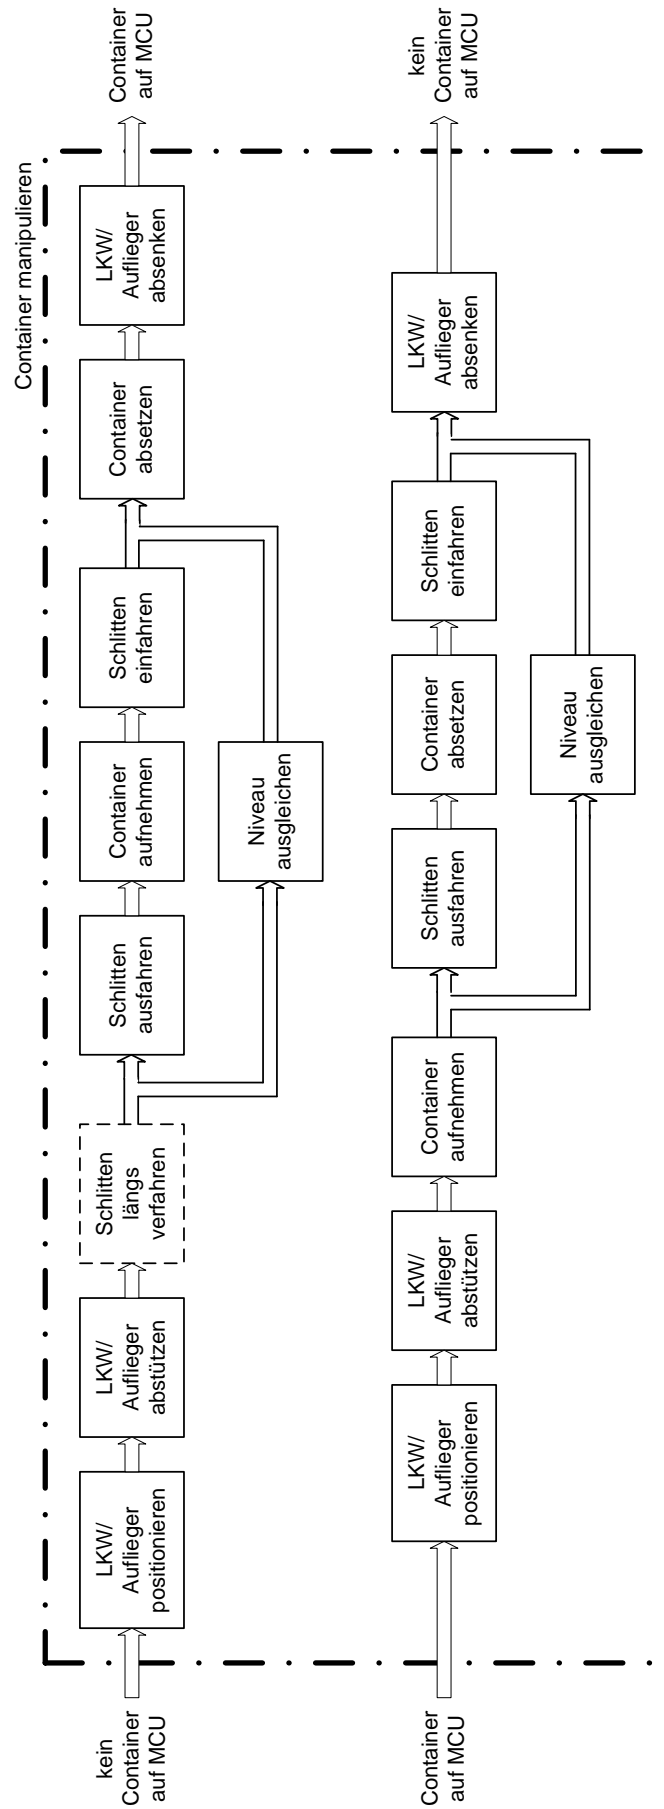 Container manipulieren
kein
Container
auf MCU
LKW/
Auflieger
positionieren
LKW/
Auflieger
abstützen
Schlitten
längs
verfahren
Schlitten
ausfahren
Container
aufnehmen
Schlitten
einfahren
Container
absetzen
LKW/
Auflieger
absenken
Container
auf MCU
Niveau
ausgleichen
Container
auf MCU
LKW/
Auflieger
positionieren
LKW/
Auflieger
abstützen
Container
aufnehmen
Schlitten
ausfahren
Container
absetzen
Schlitten
einfahren
LKW/
Auflieger
absenken
kein
Container
auf MCU
Niveau
ausgleichen